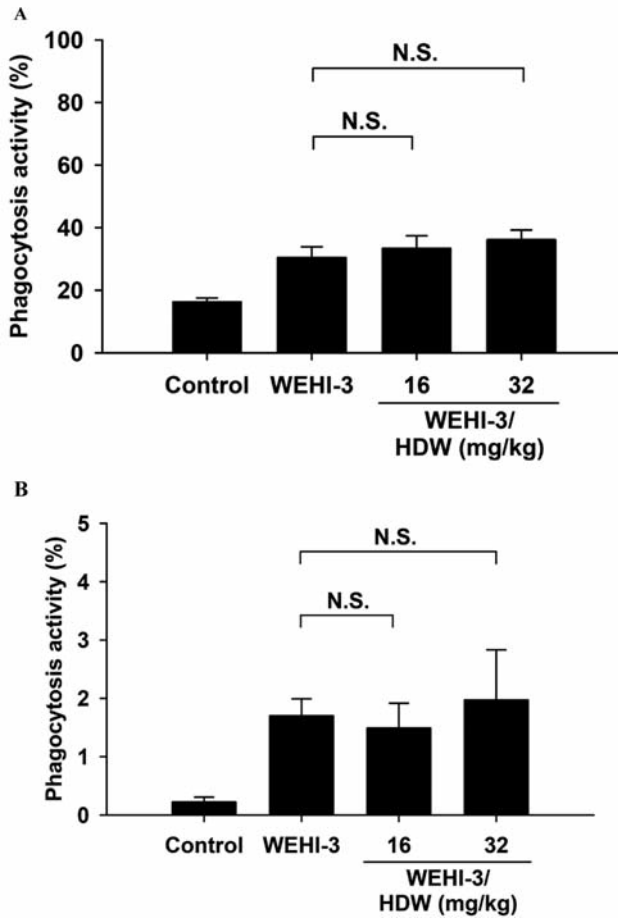 A
Phagocytosis activity (%)
100
80
60
40
20
0
N.S.
N.S.
Control WEHI-3 16 32
WEHI-3/
HDW (mg/kg)
B
Phagocytosis activity (%)
5
4
3
2
1
0
N.S.
N.S.
Control WEHI-3 16 32
WEHI-3/
HDW (mg/kg)